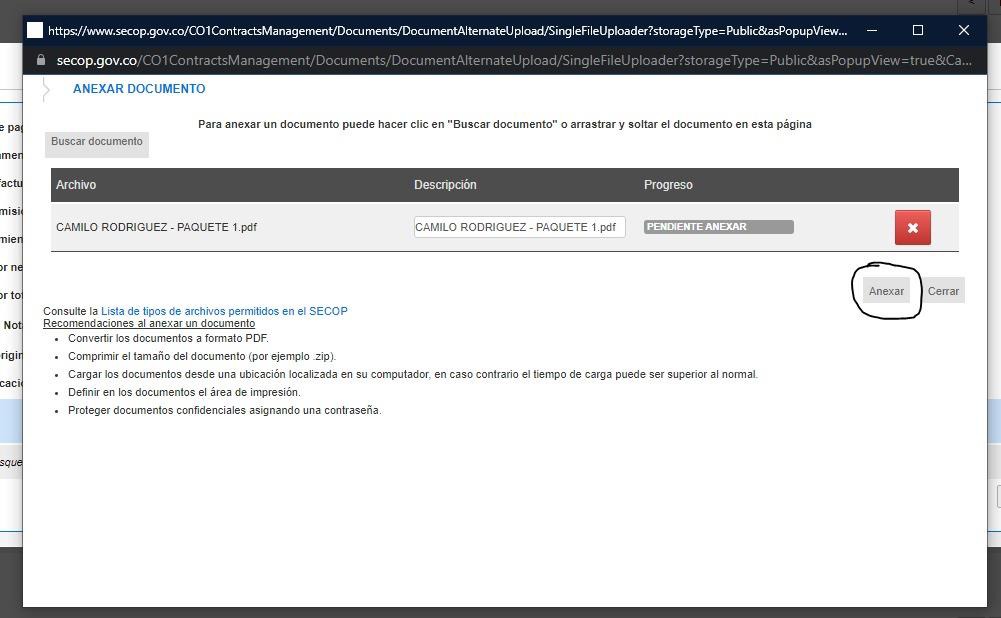 https://www.secop.gov.co/CO1ContractsManagement/Documents/DocumentAlternateUpload/SingleFileUploader?storageType=Public&asPopupView...
secop.gov.co/CO1ContractsManagement/Documents/DocumentAlternateUpload/SingleFileUploader?storageType=Public&asPopupView=true&Ca...
ANEXAR DOCUMENTO
Para anexar un documento puede hacer clic en "Buscar documento" o arrastrar y soltar el documento en esta página
Buscar documento
Archivo Descripción Progreso
CAMILO RODRIGUEZ - PAQUETE 1.pdf CAMILO RODRIGUEZ - PAQUETE 1.pdf PENDIENTE ANEXAR
Anexar Cerrar
Consulte la Lista de tipos de archivos permitidos en el SECOP
Recomendaciones al anexar un documento
• Convertir los documentos a formato PDF.
• Comprimir el tamaño del documento (por ejemplo .zip).
• Cargar los documentos desde una ubicación localizada en su computador, en caso contrario el tiempo de carga puede ser superior al normal.
• Definir en los documentos el área de impresión.
• Proteger documentos confidenciales asignando una contraseña.